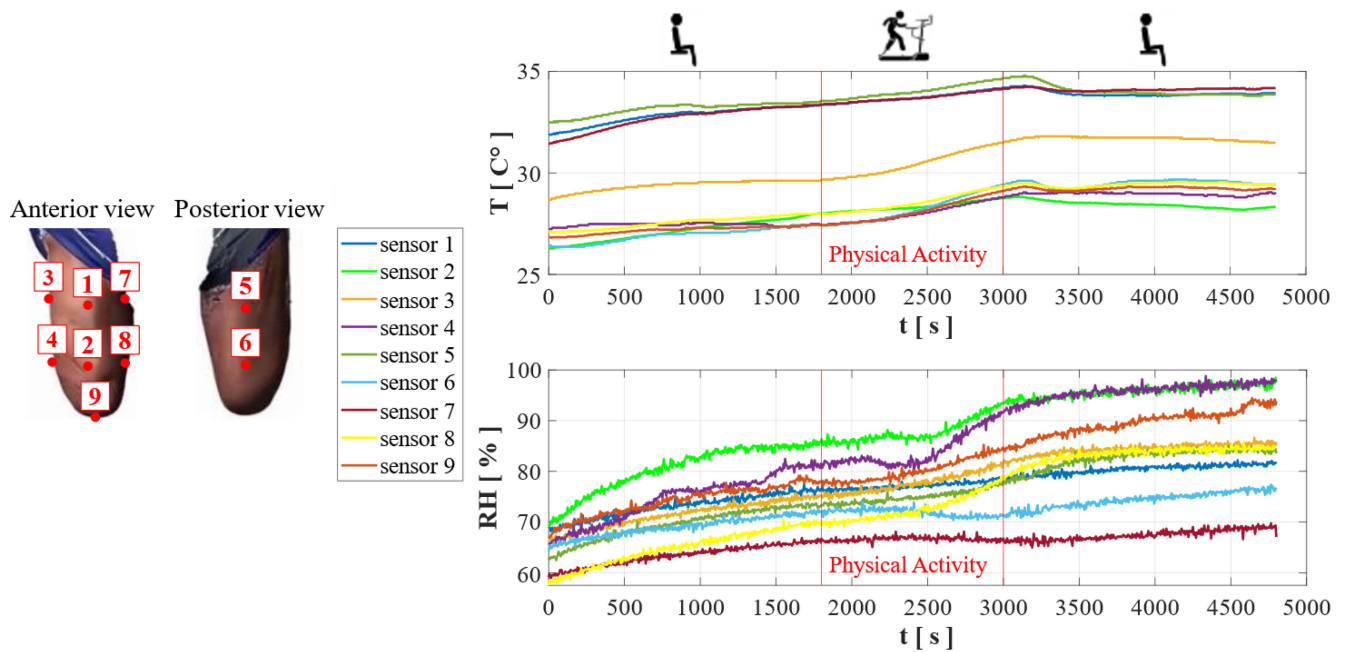 Anterior view Posterior view
3
1
7
5
4
2
8
6
9
sensor 1
sensor 2
sensor 3
sensor 4
sensor 5
sensor 6
sensor 7
sensor 8
sensor 9
T [ C° ]
35
30
25
Physical Activity
0 500 1000 1500 2000 2500 3000 3500 4000 4500 5000
t [ s ]
RH [ % ]
100
90
80
70
60
Physical Activity
0 500 1000 1500 2000 2500 3000 3500 4000 4500 5000
t [ s ]